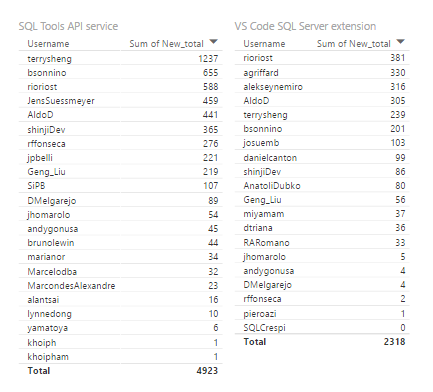 SQL Tools API service
Username Sum of New_total
terrysheng 1237
bsonnino 655
rioriost 588
JensSuessmeyer 459
AldoD 441
shinjiDev 365
rffonseca 276
jpbelli 221
Geng_Liu 219
SiPB 107
DMelgarejo 89
jhomarolo 54
andygonusa 45
brunolewin 44
marianor 34
Marcelodba 32
MarcondesAlexandre 23
alantsai 16
lynnedong 10
yamatoya 6
khoiph 1
khoipham 1
Total 4923
VS Code SQL Server extension
Username Sum of New_total
rioriost 381
agriffard 330
alekseynemiro 316
AldoD 305
terrysheng 239
bsonnino 201
josuemb 103
danielcanton 99
shinjiDev 86
AnatoliDubko 80
Geng_Liu 56
miyamam 37
dtriana 36
RARomano 33
jhomarolo 5
andygonusa 4
DMelgarejo 4
rffonseca 2
pieroazi 1
SQLCrespi 0
Total 2318